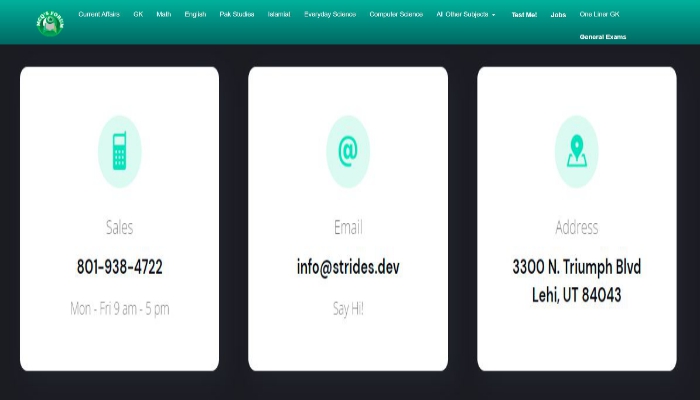 MCQ'S FORUM
Current Affairs GK Math English Pak Studies Islamiat Everyday Science Computer Science All Other Subjects Test Me! Jobs One Liner GK
General Exams
Sales
801-938-4722
Mon - Fri 9 am - 5 pm
@
Email
info@strides.dev
Say Hi!
Address
3300 N. Triumph Blvd
Lehi, UT 84043